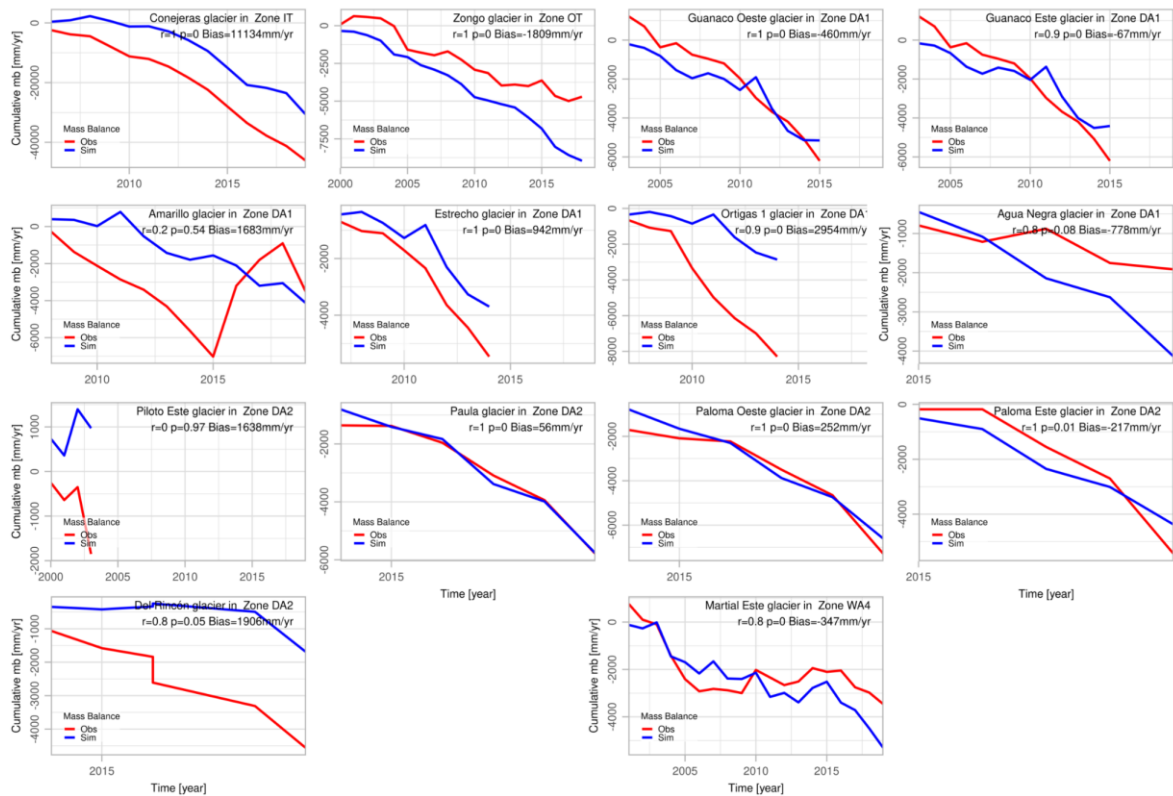 Conejeras glacier in Zone IT
r=1 p=0 Bias=11134mm/yr
Cumulative mb [mm/yr]
0
-20000
-40000
Mass Balance
Obs
Sim
2010
2015
Zongo glacier in Zone OT
r=1 p=0 Bias=-1809mm/yr
0
-2500
-5000
-7500
Mass Balance
Obs
Sim
2000
2005
2010
2015
Guanaco Oeste glacier in Zone DA1
r=1 p=0 Bias=-460mm/yr
0
-2000
-4000
-6000
Mass Balance
Obs
Sim
2005
2010
2015
Guanaco Este glacier in Zone DA1
r=0.9 p=0 Bias=-67mm/yr
0
-2000
-4000
-6000
Mass Balance
Obs
Sim
2005
2010
2015
Amarillo glacier in Zone DA1
r=0.2 p=0.54 Bias=1683mm/yr
Cumulative mb [mm/yr]
0
-2000
-4000
-6000
Mass Balance
Obs
Sim
2010
2015
Estrecho glacier in Zone DA1
r=1 p=0 Bias=942mm/yr
-2000
-4000
Mass Balance
Obs
Sim
2010
2015
Ortigas 1 glacier in Zone DA1
r=0.9 p=0 Bias=2954mm/yr
0
-2000
-4000
-6000
-8000
Mass Balance
Obs
Sim
2010
2015
Agua Negra glacier in Zone DA1
r=0.8 p=0.08 Bias=-778mm/yr
Cumulative mb [mm/yr]
-1000
-2000
-3000
-4000
Mass Balance
Obs
Sim
2015
Piloto Este glacier in Zone DA2
r=0 p=0.97 Bias=1638mm/yr
Cumulative mb [mm/yr]
1000
0
-1000
-2000
Mass Balance
Obs
Sim
2000
2005
2010
2015
Paula glacier in Zone DA2
r=1 p=0 Bias=56mm/yr
-2000
-4000
-6000
Mass Balance
Obs
Sim
2015
Time [year]
Paloma Oeste glacier in Zone DA2
r=1 p=0 Bias=252mm/yr
-2000
-4000
-6000
Mass Balance
Obs
Sim
2015
Paloma Este glacier in Zone DA2
r=1 p=0.01 Bias=-217mm/yr
0
-2000
-4000
Mass Balance
Obs
Sim
2015
Time [year]
Del Rincón glacier in Zone DA2
r=0.8 p=0.05 Bias=1906mm/yr
Cumulative mb [mm/yr]
-1000
-2000
-3000
-4000
Mass Balance
Obs
Sim
2015
Time [year]
Martial Este glacier in Zone WA4
r=0.8 p=0 Bias=-347mm/yr
Cumulative mb [mm/yr]
0
-2000
-4000
Mass Balance
Obs
Sim
2005
2010
2015
Time [year]